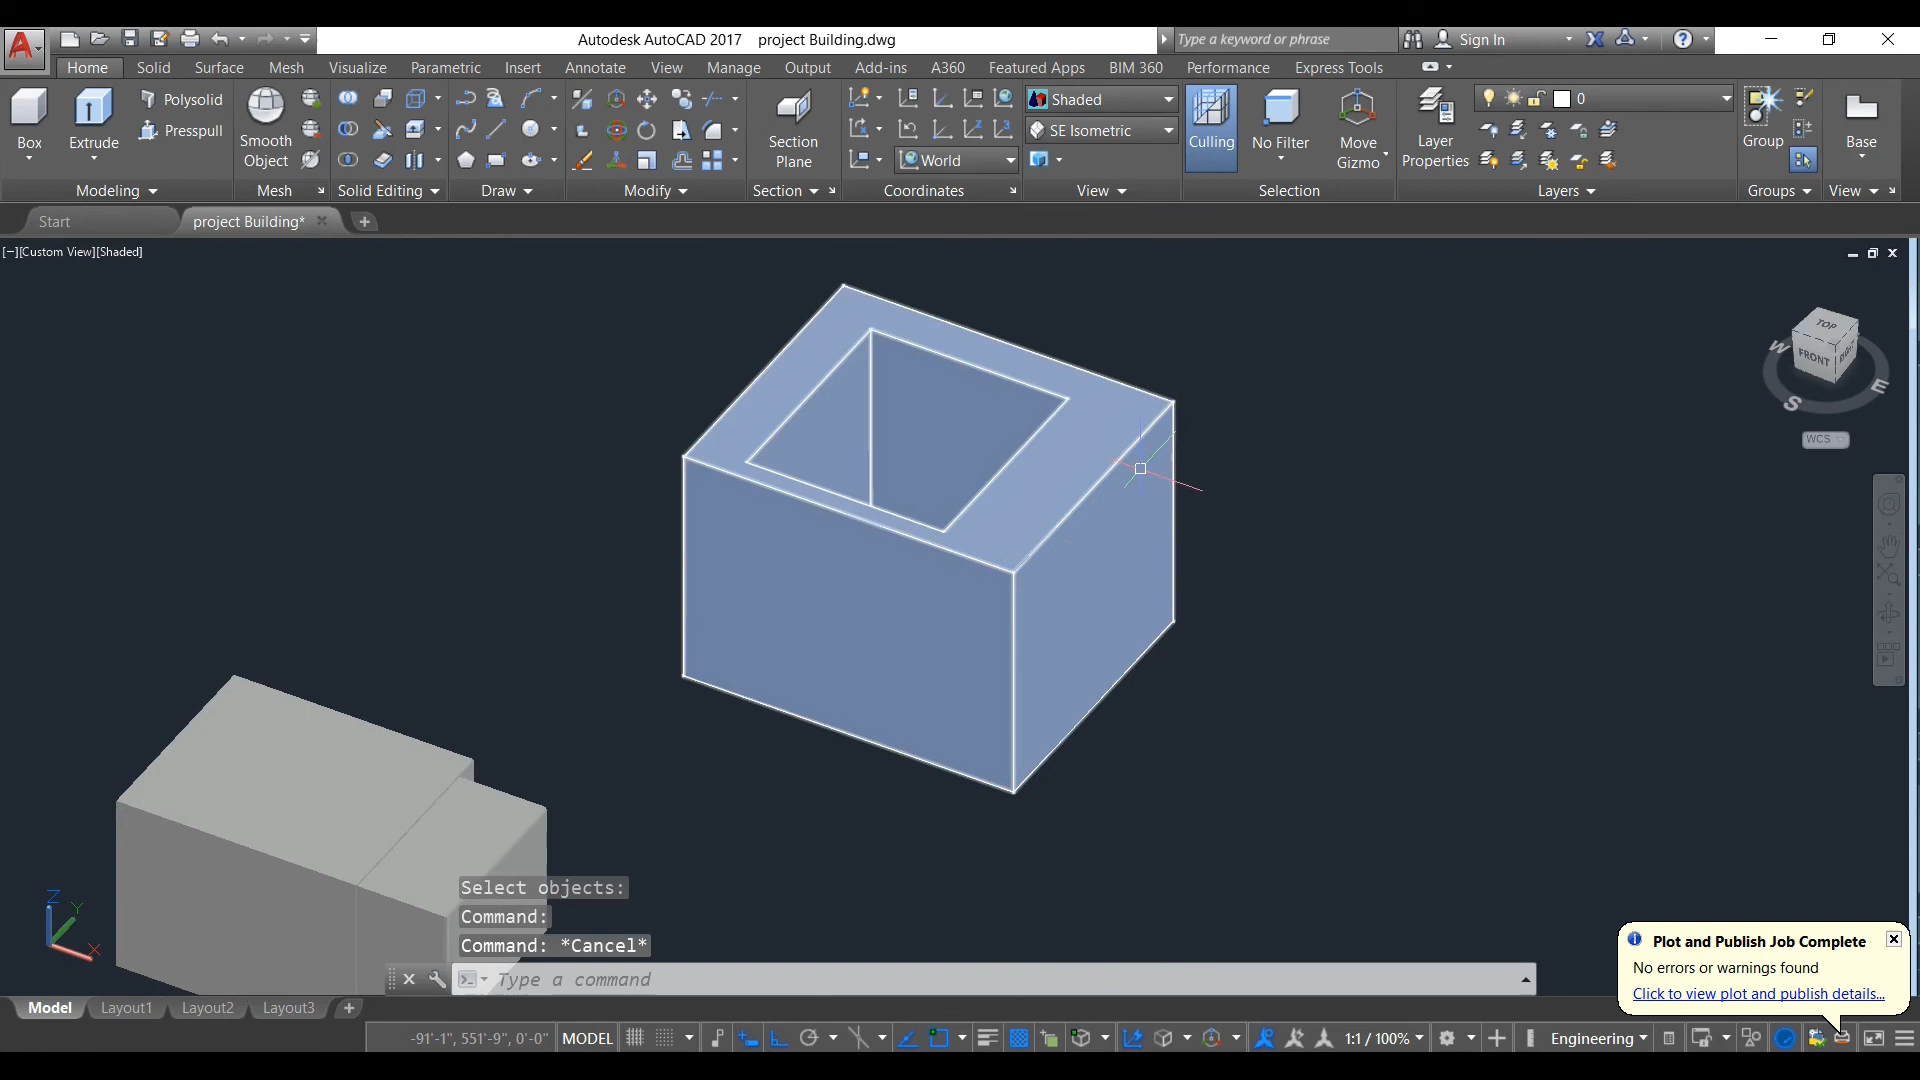 Autodesk AutoCAD 2017 project Building.dwg
Type a keyword or phrase
Sign In
Home Solid Surface Mesh Visualize Parametric Insert Annotate View Manage Output Add-ins A360 Featured Apps BIM 360 Performance Express Tools
Box
Extrude
Polysolid
Presspull
Smooth
Object
Section
Plane
Shaded
SE Isometric
World
Culling
No Filter
Move
Gizmo
Layer
Properties
0
Group
Base
Modeling
Mesh
Solid Editing
Draw
Modify
Section
Coordinates
View
Selection
Layers
Groups
View
Start
project Building*
[−][Custom View][Shaded]
TOP
FRONT
W
S
E
WCS
Z
Y
X
Select objects:
Command:
Command: *Cancel*
Type a command
Plot and Publish Job Complete
No errors or warnings found
Click to view plot and publish details...
Model Layout1 Layout2 Layout3
-91'-1", 551'-9", 0'-0"
MODEL
1:1 / 100%
Engineering